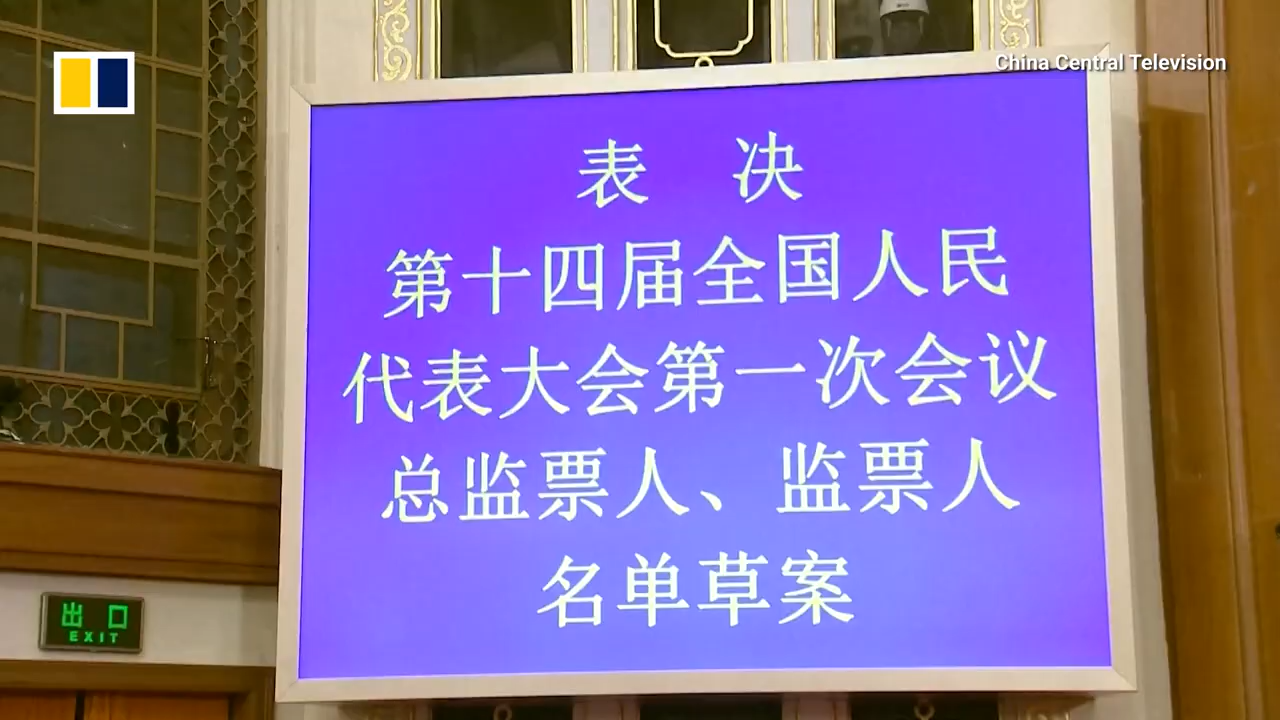 China Central Television
表 决
第十四届全国人民
代表大会第一次会议
总监票人、监票人
名单草案
出 口
EXIT